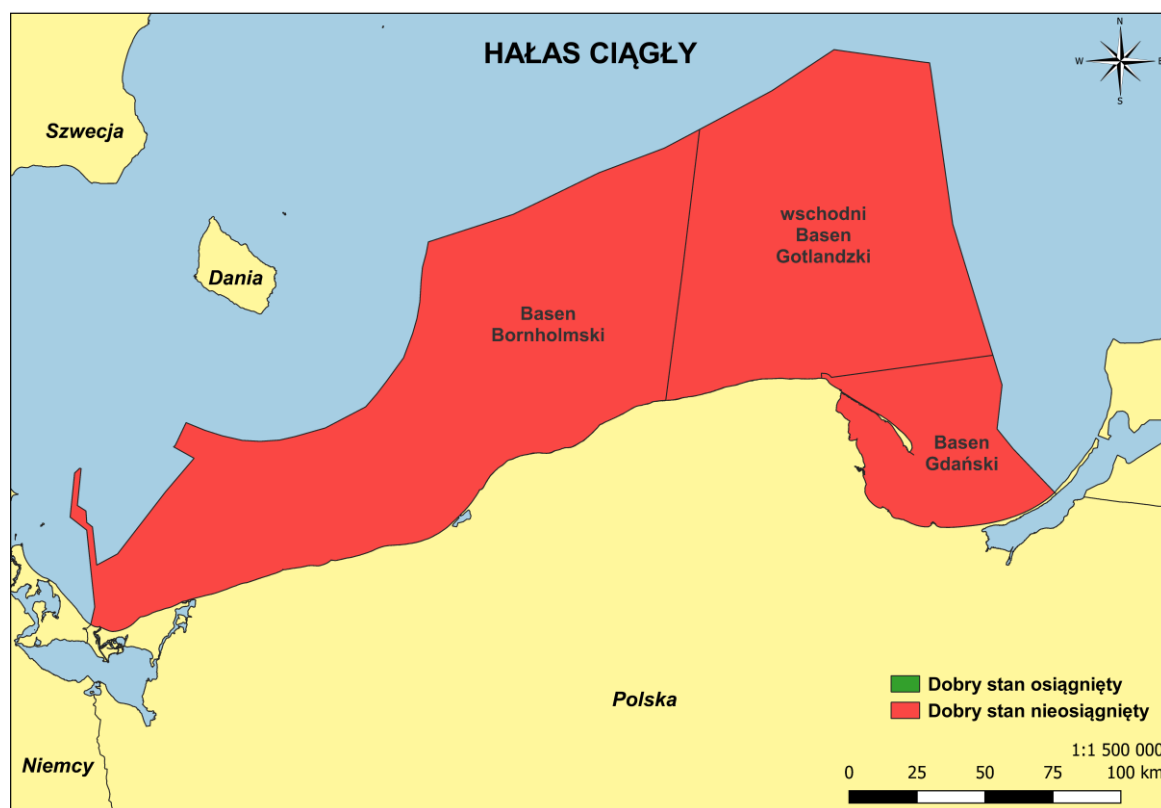 HAŁAS CIĄGŁY
N
W
E
S
Szwecja
Dania
wschodni
Basen
Gotlandzki
Basen
Bornholmski
Basen
Gdański
Polska
Niemcy
Dobry stan osiągnięty
Dobry stan nieosiągnięty
1:1 500 000
0 25 50 75 100 km